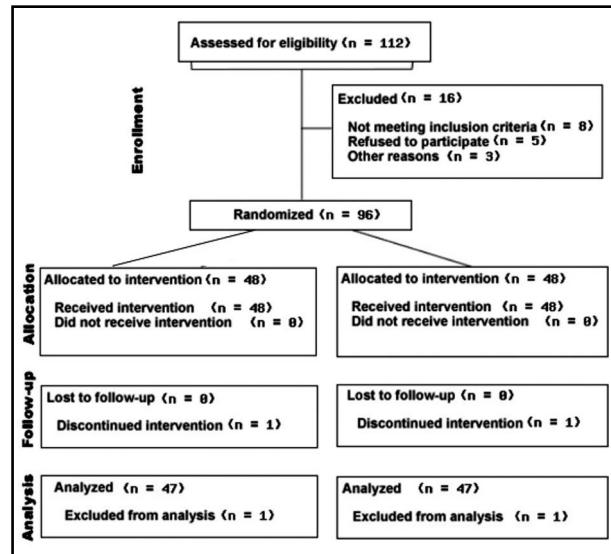 Assessed for eligibility (n = 112)
Enrollment
Excluded (n = 16)
Not meeting inclusion criteria (n = 8)
Refused to participate (n = 5)
Other reasons (n = 3)
Randomized (n = 96)
Allocation
Allocated to intervention (n = 48)
Received intervention (n = 48)
Did not receive intervention (n = 0)
Allocated to intervention (n = 48)
Received intervention (n = 48)
Did not receive intervention (n = 0)
Follow-up
Lost to follow-up (n = 0)
Discontinued intervention (n = 1)
Lost to follow-up (n = 0)
Discontinued intervention (n = 1)
Analysis
Analyzed (n = 47)
Excluded from analysis (n = 1)
Analyzed (n = 47)
Excluded from analysis (n = 1)